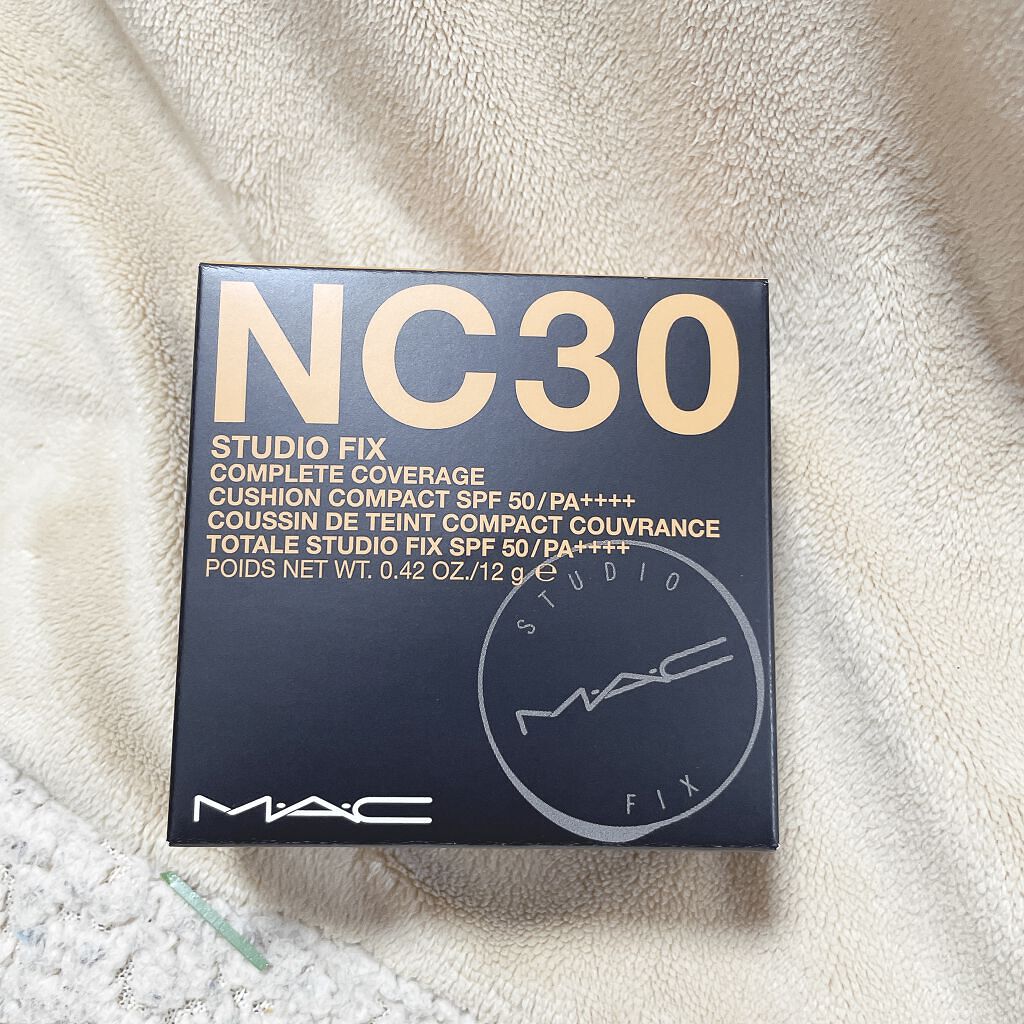 NC30
STUDIO FIX
COMPLETE COVERAGE
CUSHION COMPACT SPF 50/PA++++
COUSSIN DE TEINT COMPACT COUVRANCE
TOTALE STUDIO FIX SPF 50/PA++++
POIDS NET WT. 0.42 OZ./12 g ℮
STUDIO
M·A·C
FIX
M·A·C